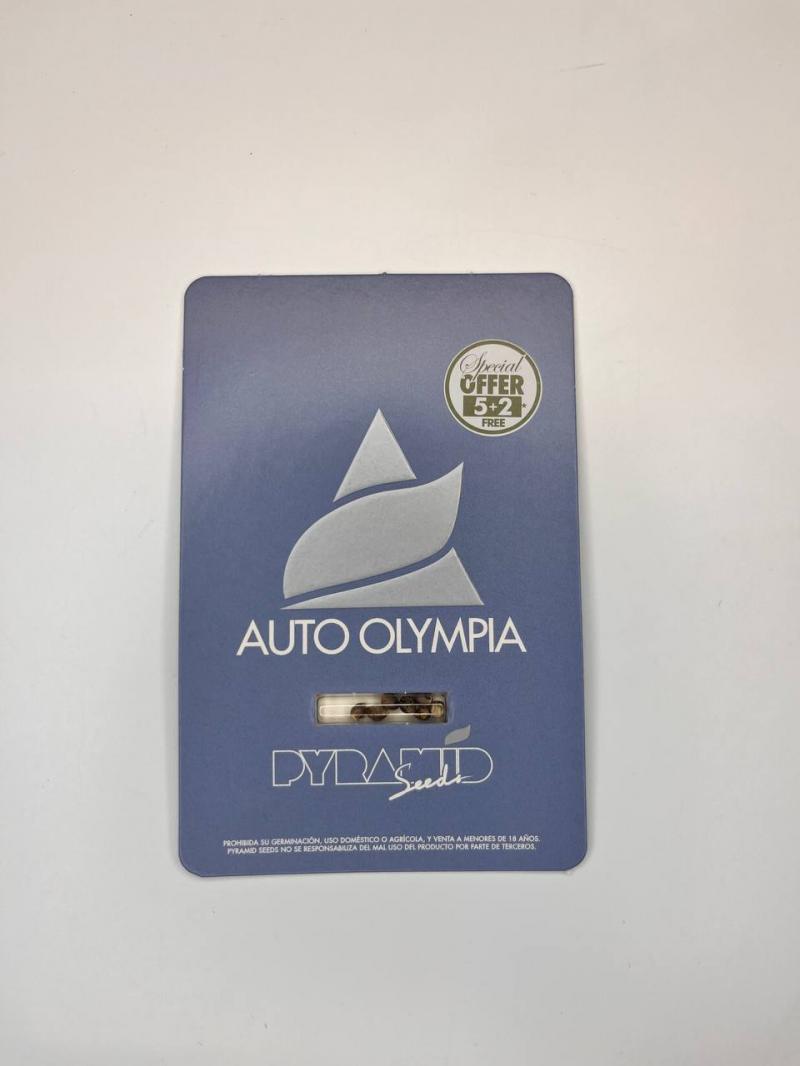 Special
OFFER
5+2*
FREE
AUTO OLYMPIA
PYRAMID
Seeds
PROHIBIDA SU GERMINACIÓN, USO DOMÉSTICO O AGRÍCOLA, Y VENTA A MENORES DE 18 AÑOS.
PYRAMID SEEDS NO SE RESPONSABILIZA DEL MAL USO DEL PRODUCTO POR PARTE DE TERCEROS.